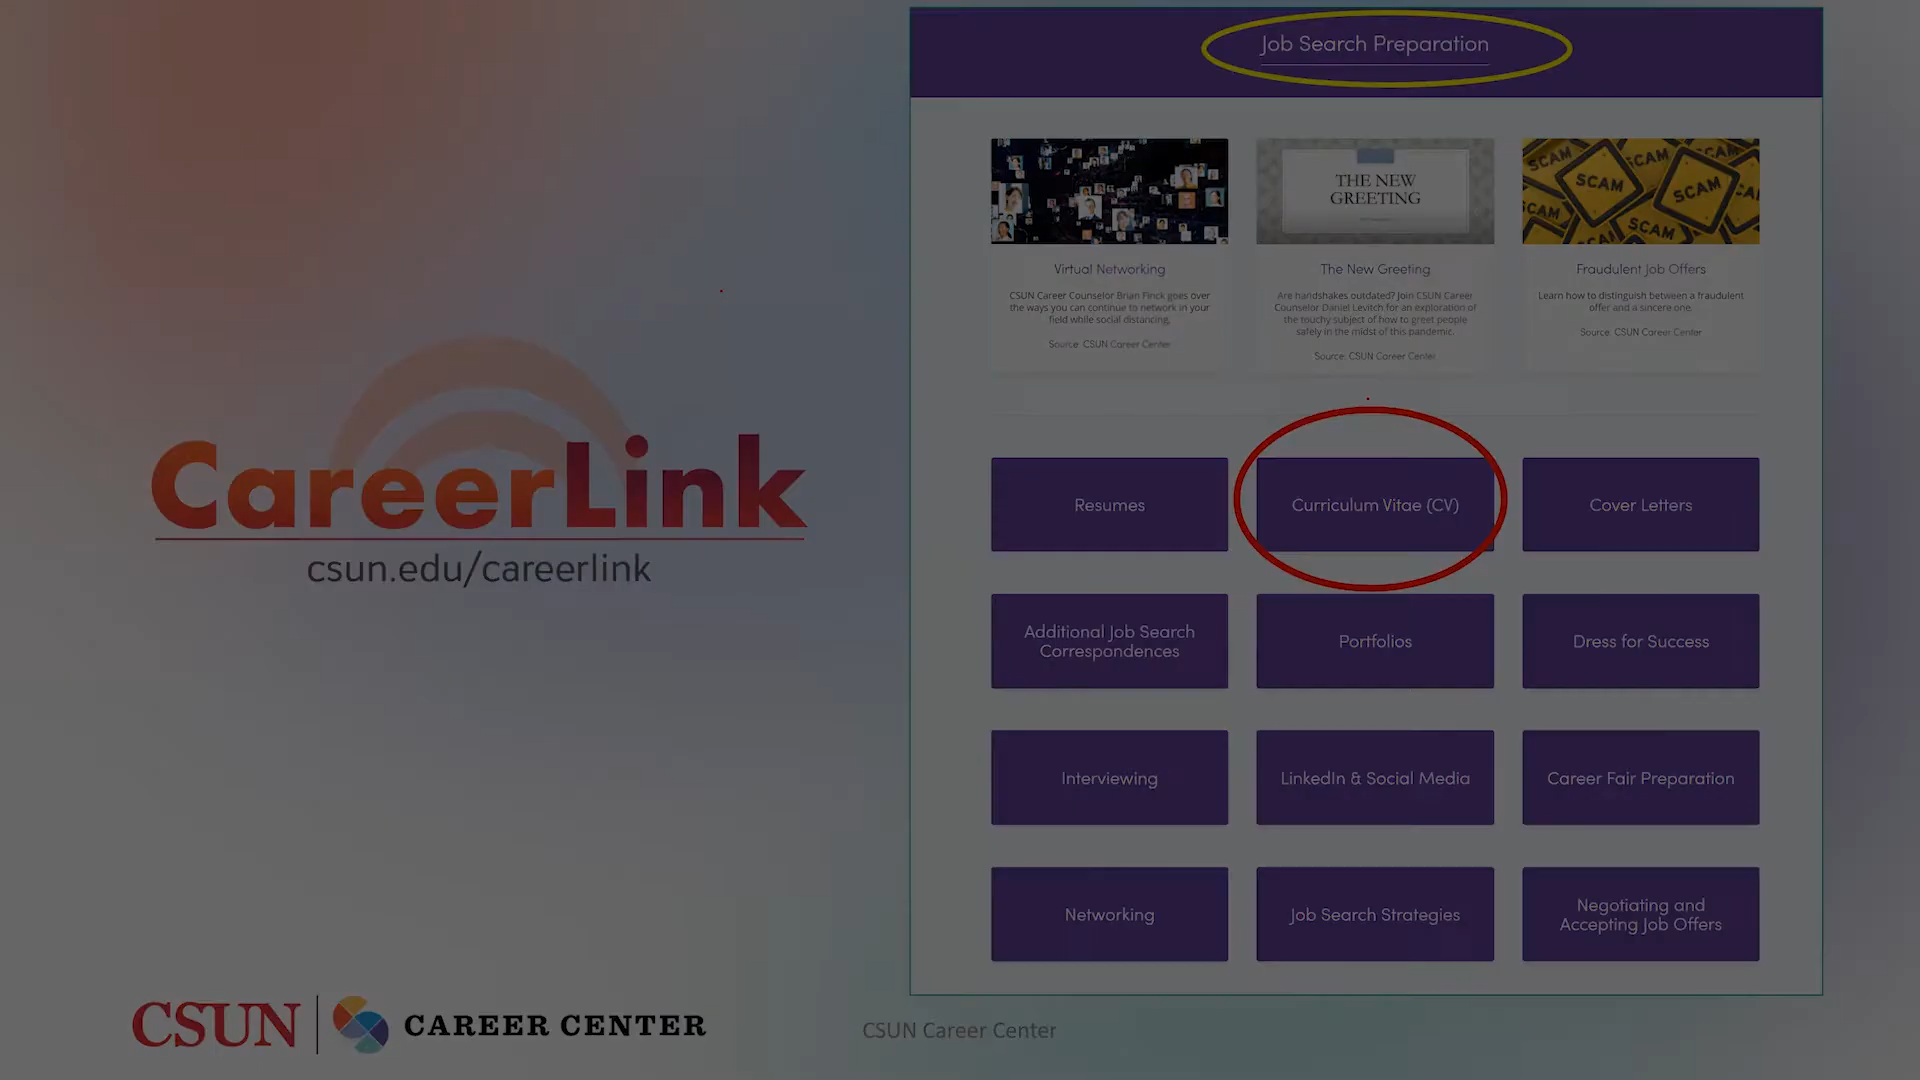 Job Search Preparation
SCAM SCAM SCAM
SCAM SCAM
SCAM SCAM
THE NEW
GREETING
Virtual Networking
CSUN Career Counselor Brian Finck goes over
the ways you can continue to network in your
field while social distancing.
Source: CSUN Career Center
The New Greeting
Are handshakes outdated? Join CSUN Career
Counselor Daniel Levitch for an exploration of
the touchy subject of how to greet people
safely in the midst of this pandemic.
Source: CSUN Career Center
Fraudulent Job Offers
Learn how to distinguish between a fraudulent
offer and a sincere one.
Source: CSUN Career Center
CareerLink
csun.edu/careerlink
Resumes
Curriculum Vitae (CV)
Cover Letters
Additional Job Search
Correspondences
Portfolios
Dress for Success
Interviewing
LinkedIn & Social Media
Career Fair Preparation
Networking
Job Search Strategies
Negotiating and
Accepting Job Offers
CSUN CAREER CENTER
CSUN Career Center